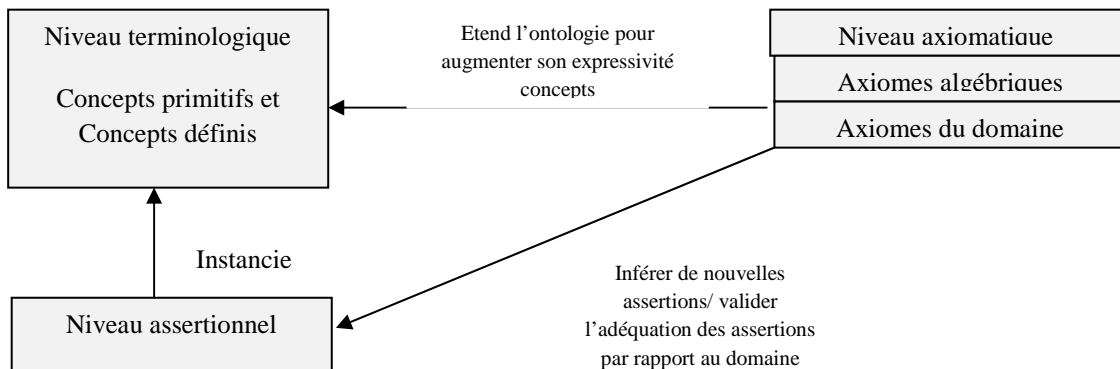 Niveau terminologique
Concepts primitifs et
Concepts définis
Etend l’ontologie pour
augmenter son expressivité
concepts
Niveau axiomatique
Axiomes algébriques
Axiomes du domaine
Instancie
Niveau assertionnel
Inférer de nouvelles
assertions/ valider
l’adéquation des assertions
par rapport au domaine